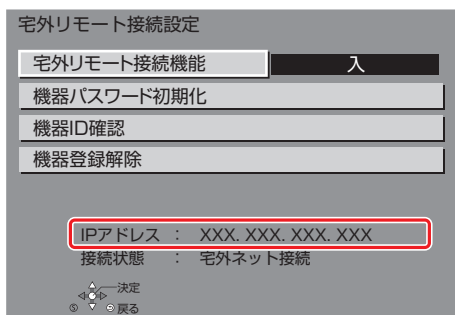 宅外リモート接続設定
宅外リモート接続機能 入
機器パスワード初期化
機器ID確認
機器登録解除
IPアドレス : XXX. XXX. XXX. XXX
接続状態 : 宅外ネット接続
決定
Ⓢ 戻る